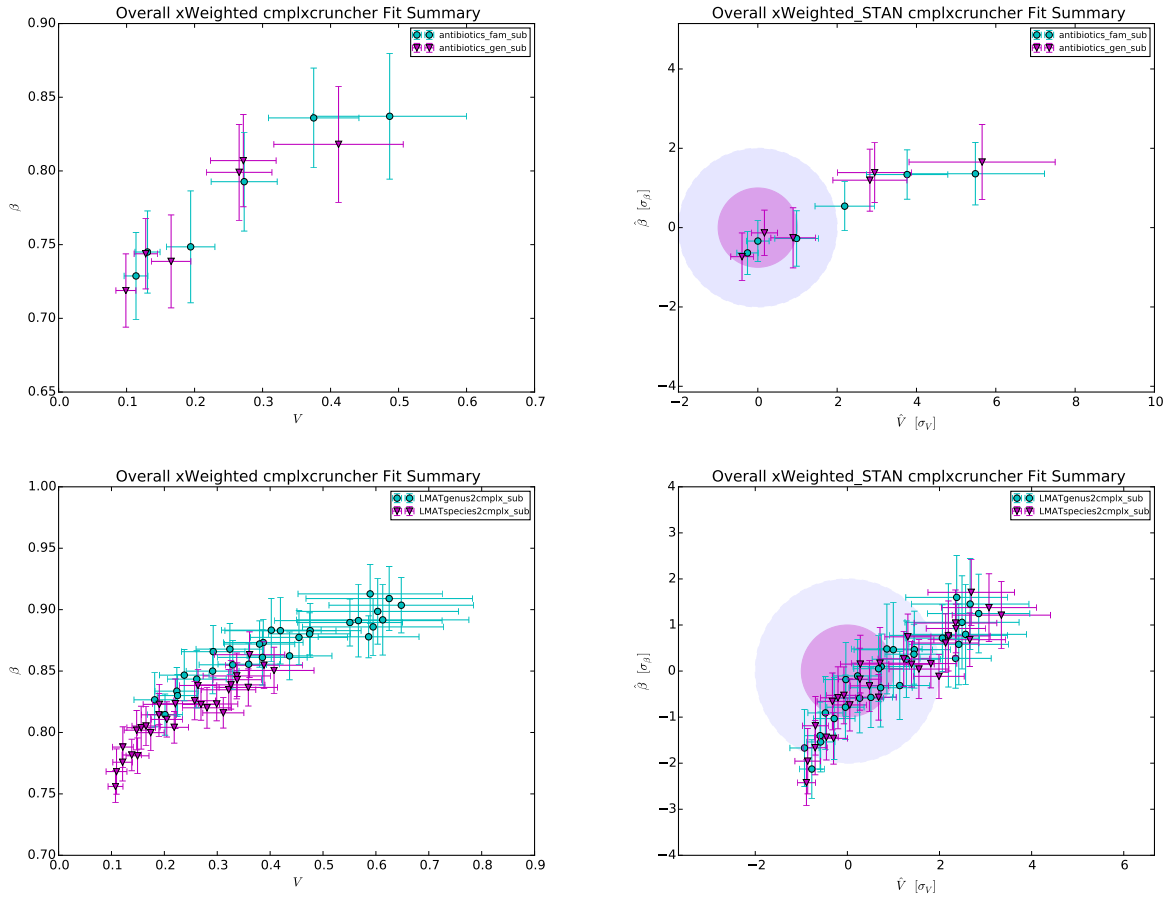 Overall xWeighted cmplxcruncher Fit Summary
0.90
0.85
0.80
0.75
0.70
0.65
β
0.0 0.1 0.2 0.3 0.4 0.5 0.6 0.7
V
antibiotics_fam_sub
antibiotics_gen_sub
Overall xWeighted_STAN cmplxcruncher Fit Summary
4
2
0
−2
−4
β̂ [σβ]
−2 0 2 4 6 8 10
V̂ [σV]
antibiotics_fam_sub
antibiotics_gen_sub
Overall xWeighted cmplxcruncher Fit Summary
1.00
0.95
0.90
0.85
0.80
0.75
0.70
β
0.0 0.1 0.2 0.3 0.4 0.5 0.6 0.7 0.8 0.9
V
LMATgenus2cmplx_sub
LMATspecies2cmplx_sub
Overall xWeighted_STAN cmplxcruncher Fit Summary
4
3
2
1
0
−1
−2
−3
−4
β̂ [σβ]
−2 0 2 4 6
V̂ [σV]
LMATgenus2cmplx_sub
LMATspecies2cmplx_sub